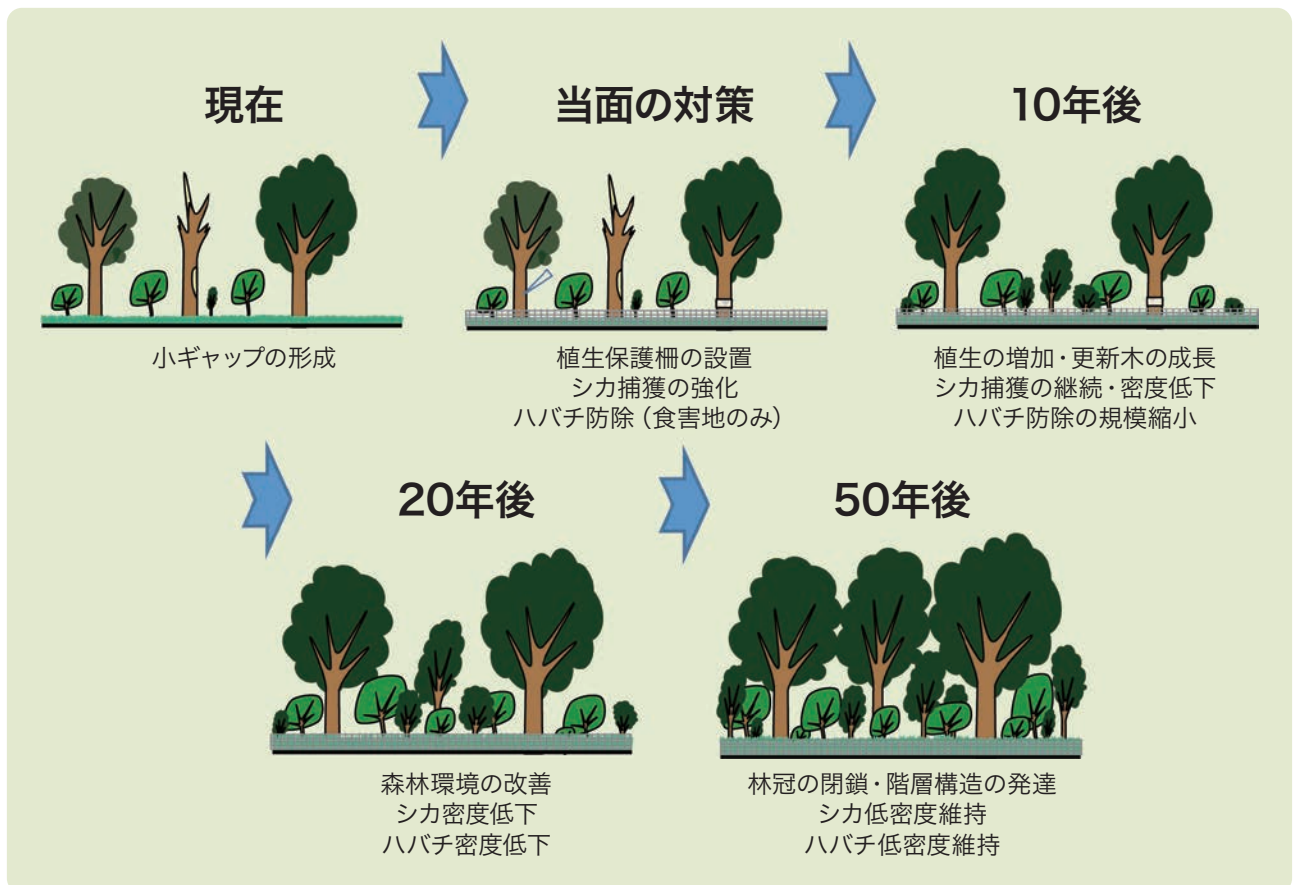 現在
当面の対策
10年後
小ギャップの形成
植生保護柵の設置
シカ捕獲の強化
ハバチ防除（食害地のみ）
植生の増加・更新木の成長
シカ捕獲の継続・密度低下
ハバチ防除の規模縮小
20年後
50年後
森林環境の改善
シカ密度低下
ハバチ密度低下
林冠の閉鎖・階層構造の発達
シカ低密度維持
ハバチ低密度維持